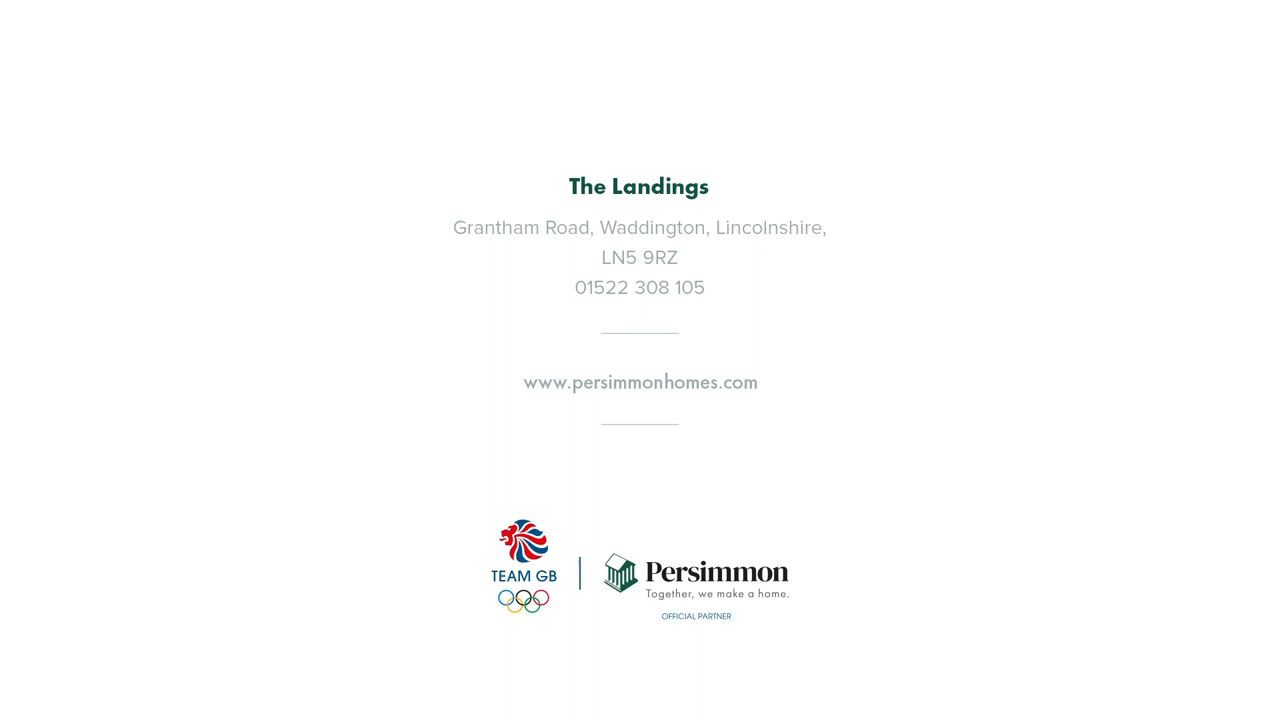 The Landings
Grantham Road, Waddington, Lincolnshire,
LN5 9RZ
01522 308 105
www.persimmonhomes.com
TEAM GB
Persimmon
Together, we make a home.
OFFICIAL PARTNER